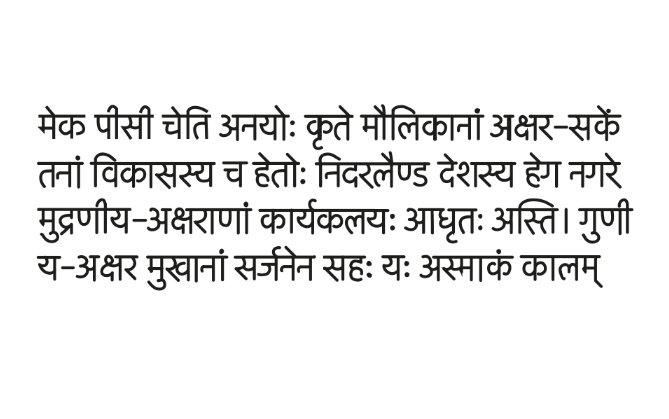 मेक पीसी चेति अनयोः कृते मौलिकानां अक्षर-सकें
तनां विकासस्य च हेतोः निदरलैण्ड देशस्य हेग नगरे
मुद्रणीय-अक्षराणां कार्यकलयः आधृतः अस्ति। गुणी
य-अक्षर मुखानां सर्जनेन सहः यः अस्माकं कालम्